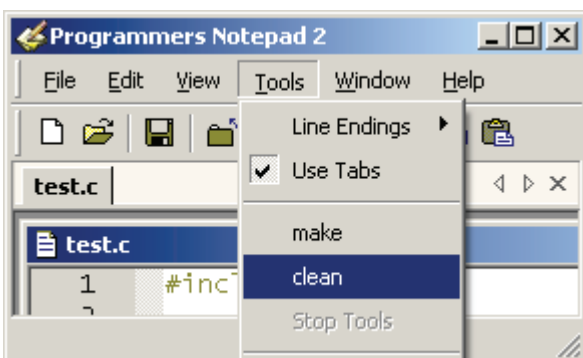 Programmers Notepad 2
File Edit View Tools Window Help
Line Endings
Use Tabs
test.c
make
test.c
clean
1 #inc
Stop Tools